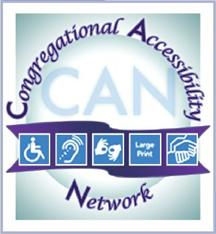 Congregational Accessibility
CAN
Large
Print
Network